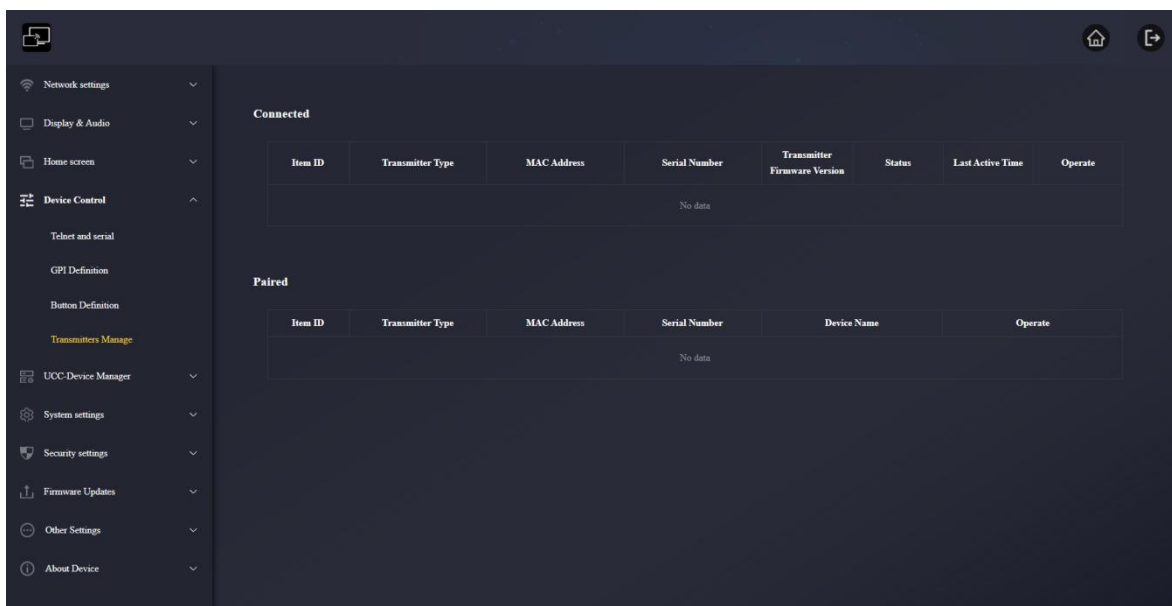 Network settings
Display & Audio
Home screen
Device Control
Telnet and serial
GPI Definition
Button Definition
Transmitters Manage
UCC-Device Manager
System settings
Security settings
Firmware Updates
Other Settings
About Device
Connected
Item ID Transmitter Type MAC Address Serial Number Transmitter Firmware Version Status Last Active Time Operate
No data
Paired
Item ID Transmitter Type MAC Address Serial Number Device Name Operate
No data